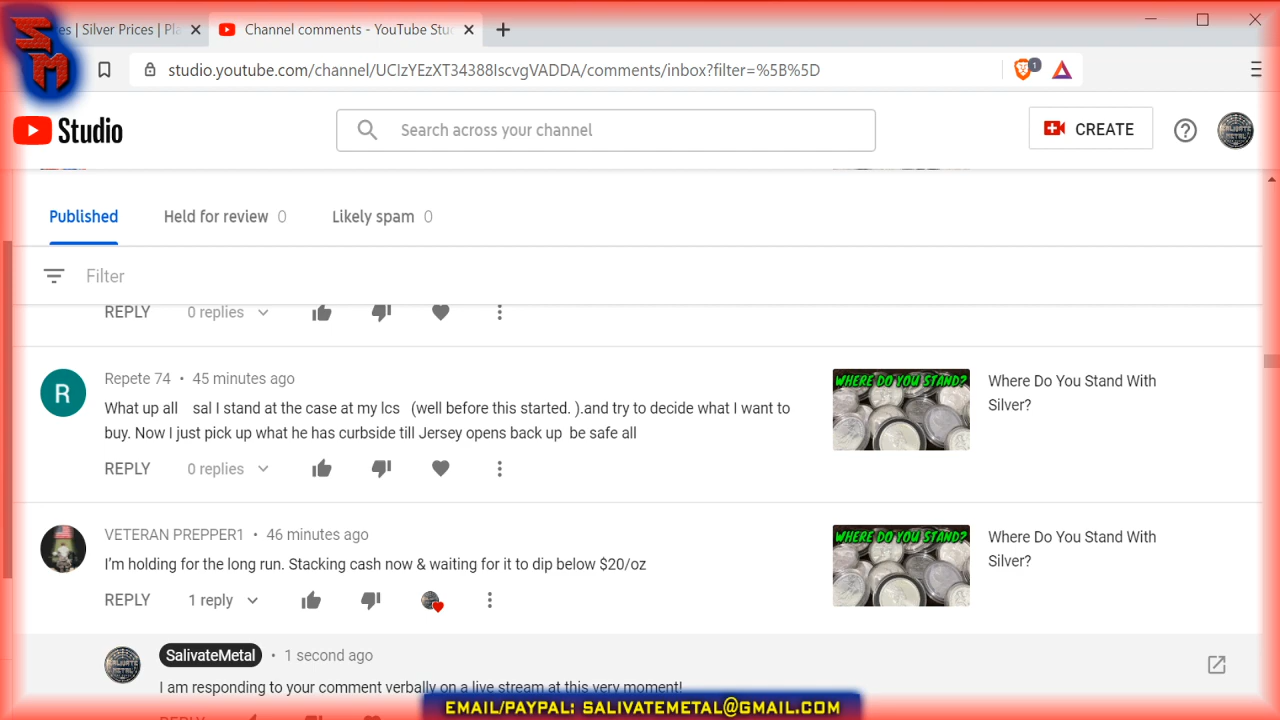 SM
es | Silver Prices | Pla
Channel comments - YouTube Stu
studio.youtube.com/channel/UCIzYEzXT34388IscvgVADDA/comments/inbox?filter=%5B%5D
1
Studio
Search across your channel
CREATE
Published
Held for review 0
Likely spam 0
Filter
REPLY 0 replies
R
Repete 74 • 45 minutes ago
What up all sal I stand at the case at my lcs (well before this started. ).and try to decide what I want to
buy. Now I just pick up what he has curbside till Jersey opens back up be safe all
REPLY 0 replies
WHERE DO YOU STAND?
Where Do You Stand With
Silver?
VETERAN PREPPER1 • 46 minutes ago
I'm holding for the long run. Stacking cash now & waiting for it to dip below $20/oz
REPLY 1 reply
WHERE DO YOU STAND?
Where Do You Stand With
Silver?
SalivateMetal • 1 second ago
I am responding to your comment verbally on a live stream at this very moment!
REPLY
EMAIL/PAYPAL: SALIVATEMETAL@GMAIL.COM